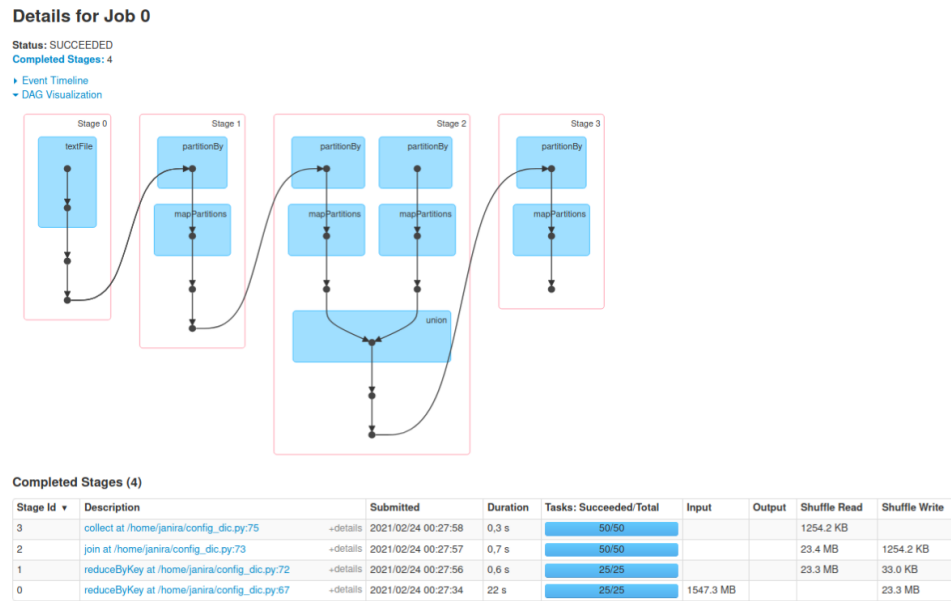 Details for Job 0
Status: SUCCEEDED
Completed Stages: 4
Event Timeline
DAG Visualization
Stage 0 Stage 1 Stage 2 Stage 3
textFile partitionBy partitionBy partitionBy partitionBy
mapPartitions mapPartitions mapPartitions mapPartitions
union
Completed Stages (4)
Stage Id ▾ Description Submitted Duration Tasks: Succeeded/Total Input Output Shuffle Read Shuffle Write
3 collect at /home/janira/config_dic.py:75 +details 2021/02/24 00:27:58 0,3 s 50/50 1254.2 KB
2 join at /home/janira/config_dic.py:73 +details 2021/02/24 00:27:57 0,7 s 50/50 23.4 MB 1254.2 KB
1 reduceByKey at /home/janira/config_dic.py:72 +details 2021/02/24 00:27:56 0,6 s 25/25 23.3 MB 33.0 KB
0 reduceByKey at /home/janira/config_dic.py:67 +details 2021/02/24 00:27:34 22 s 25/25 1547.3 MB 23.3 MB